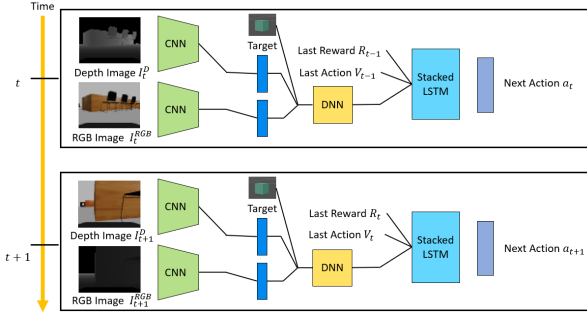 Time
t
CNN
Depth Image I_t^D
CNN
RGB Image I_t^RGB
Target
DNN
Last Reward R_{t−1}
Last Action V_{t−1}
Stacked
LSTM
Next Action a_t
t + 1
CNN
Depth Image I_{t+1}^D
CNN
RGB Image I_{t+1}^RGB
Target
DNN
Last Reward R_t
Last Action V_t
Stacked
LSTM
Next Action a_{t+1}